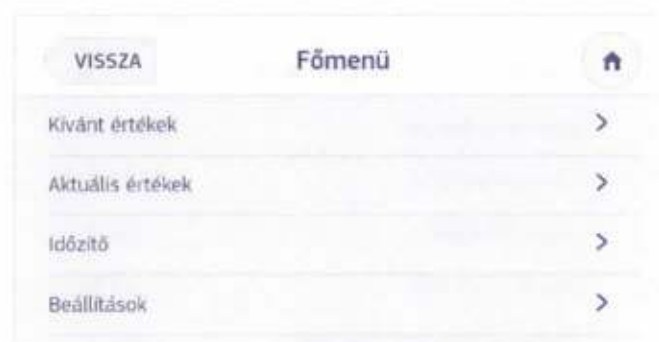 VISSZA Főmenü
Kívánt értékek
Aktuális értékek
Időzítő
Beállítások